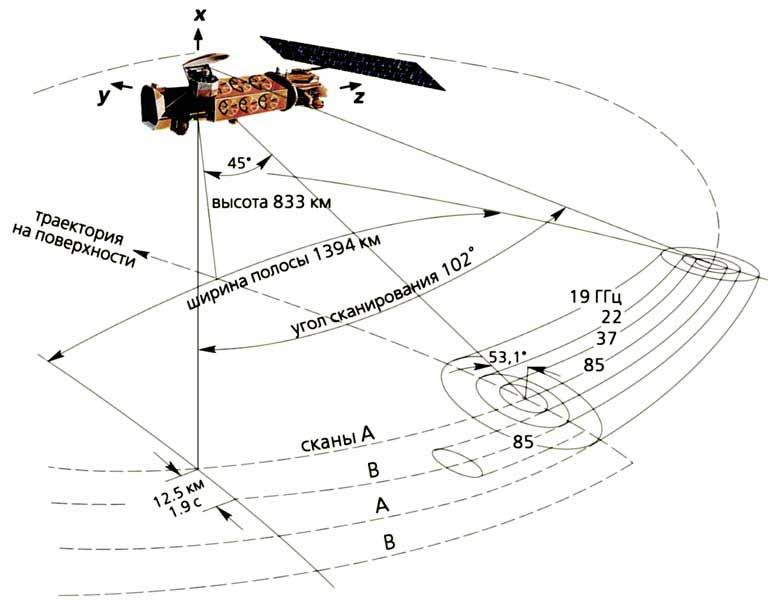 x
y
z
45°
высота 833 км
траектория
на поверхности
ширина полосы 1394 км
угол сканирования 102°
19 ГГц
22
37
85
53,1°
85
сканы А
В
А
В
12.5 км
1.9 с